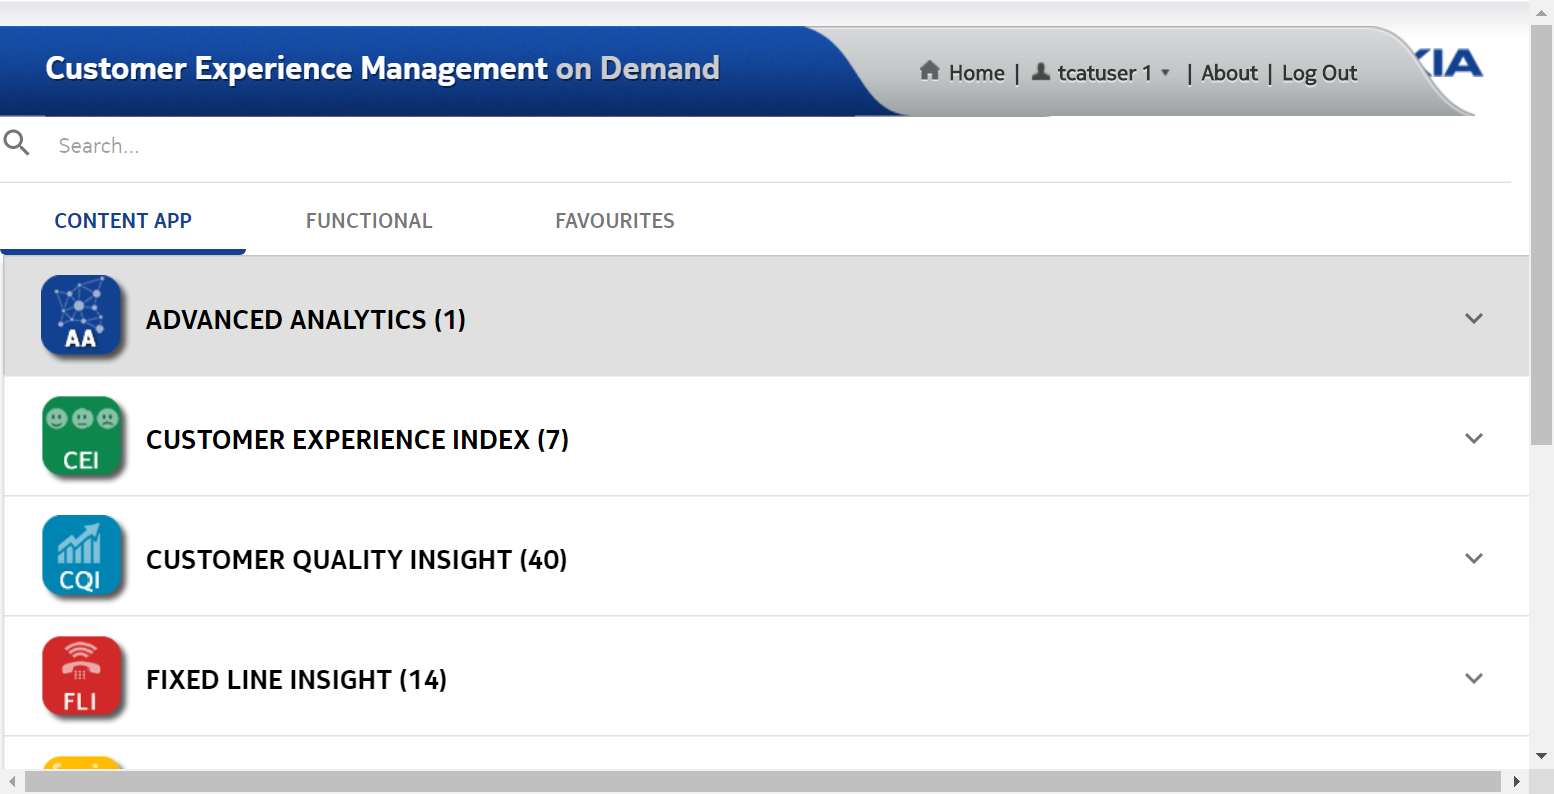 Customer Experience Management on Demand
Home | tcatuser 1 | About | Log Out
Search...
CONTENT APP FUNCTIONAL FAVOURITES
AA
ADVANCED ANALYTICS (1)
CEI
CUSTOMER EXPERIENCE INDEX (7)
CQI
CUSTOMER QUALITY INSIGHT (40)
FLI
FIXED LINE INSIGHT (14)